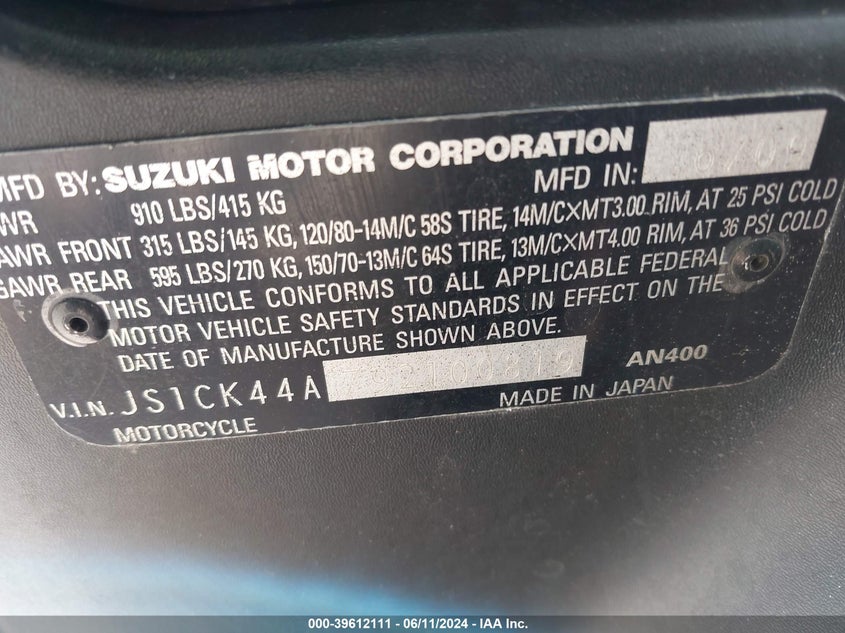 MFD BY: SUZUKI MOTOR CORPORATION MFD IN:
WR 910 LBS/415 KG
AWR FRONT 315 LBS/145 KG, 120/80-14M/C 58S TIRE, 14M/C×MT3.00 RIM, AT 25 PSI COLD
GAWR REAR 595 LBS/270 KG, 150/70-13M/C 64S TIRE, 13M/C×MT4.00 RIM, AT 36 PSI COLD
THIS VEHICLE CONFORMS TO ALL APPLICABLE FEDERAL
MOTOR VEHICLE SAFETY STANDARDS IN EFFECT ON THE
DATE OF MANUFACTURE SHOWN ABOVE.
V.I.N. JS1CK44A AN400
MOTORCYCLE MADE IN JAPAN
000-39612111 - 06/11/2024 - IAA Inc.